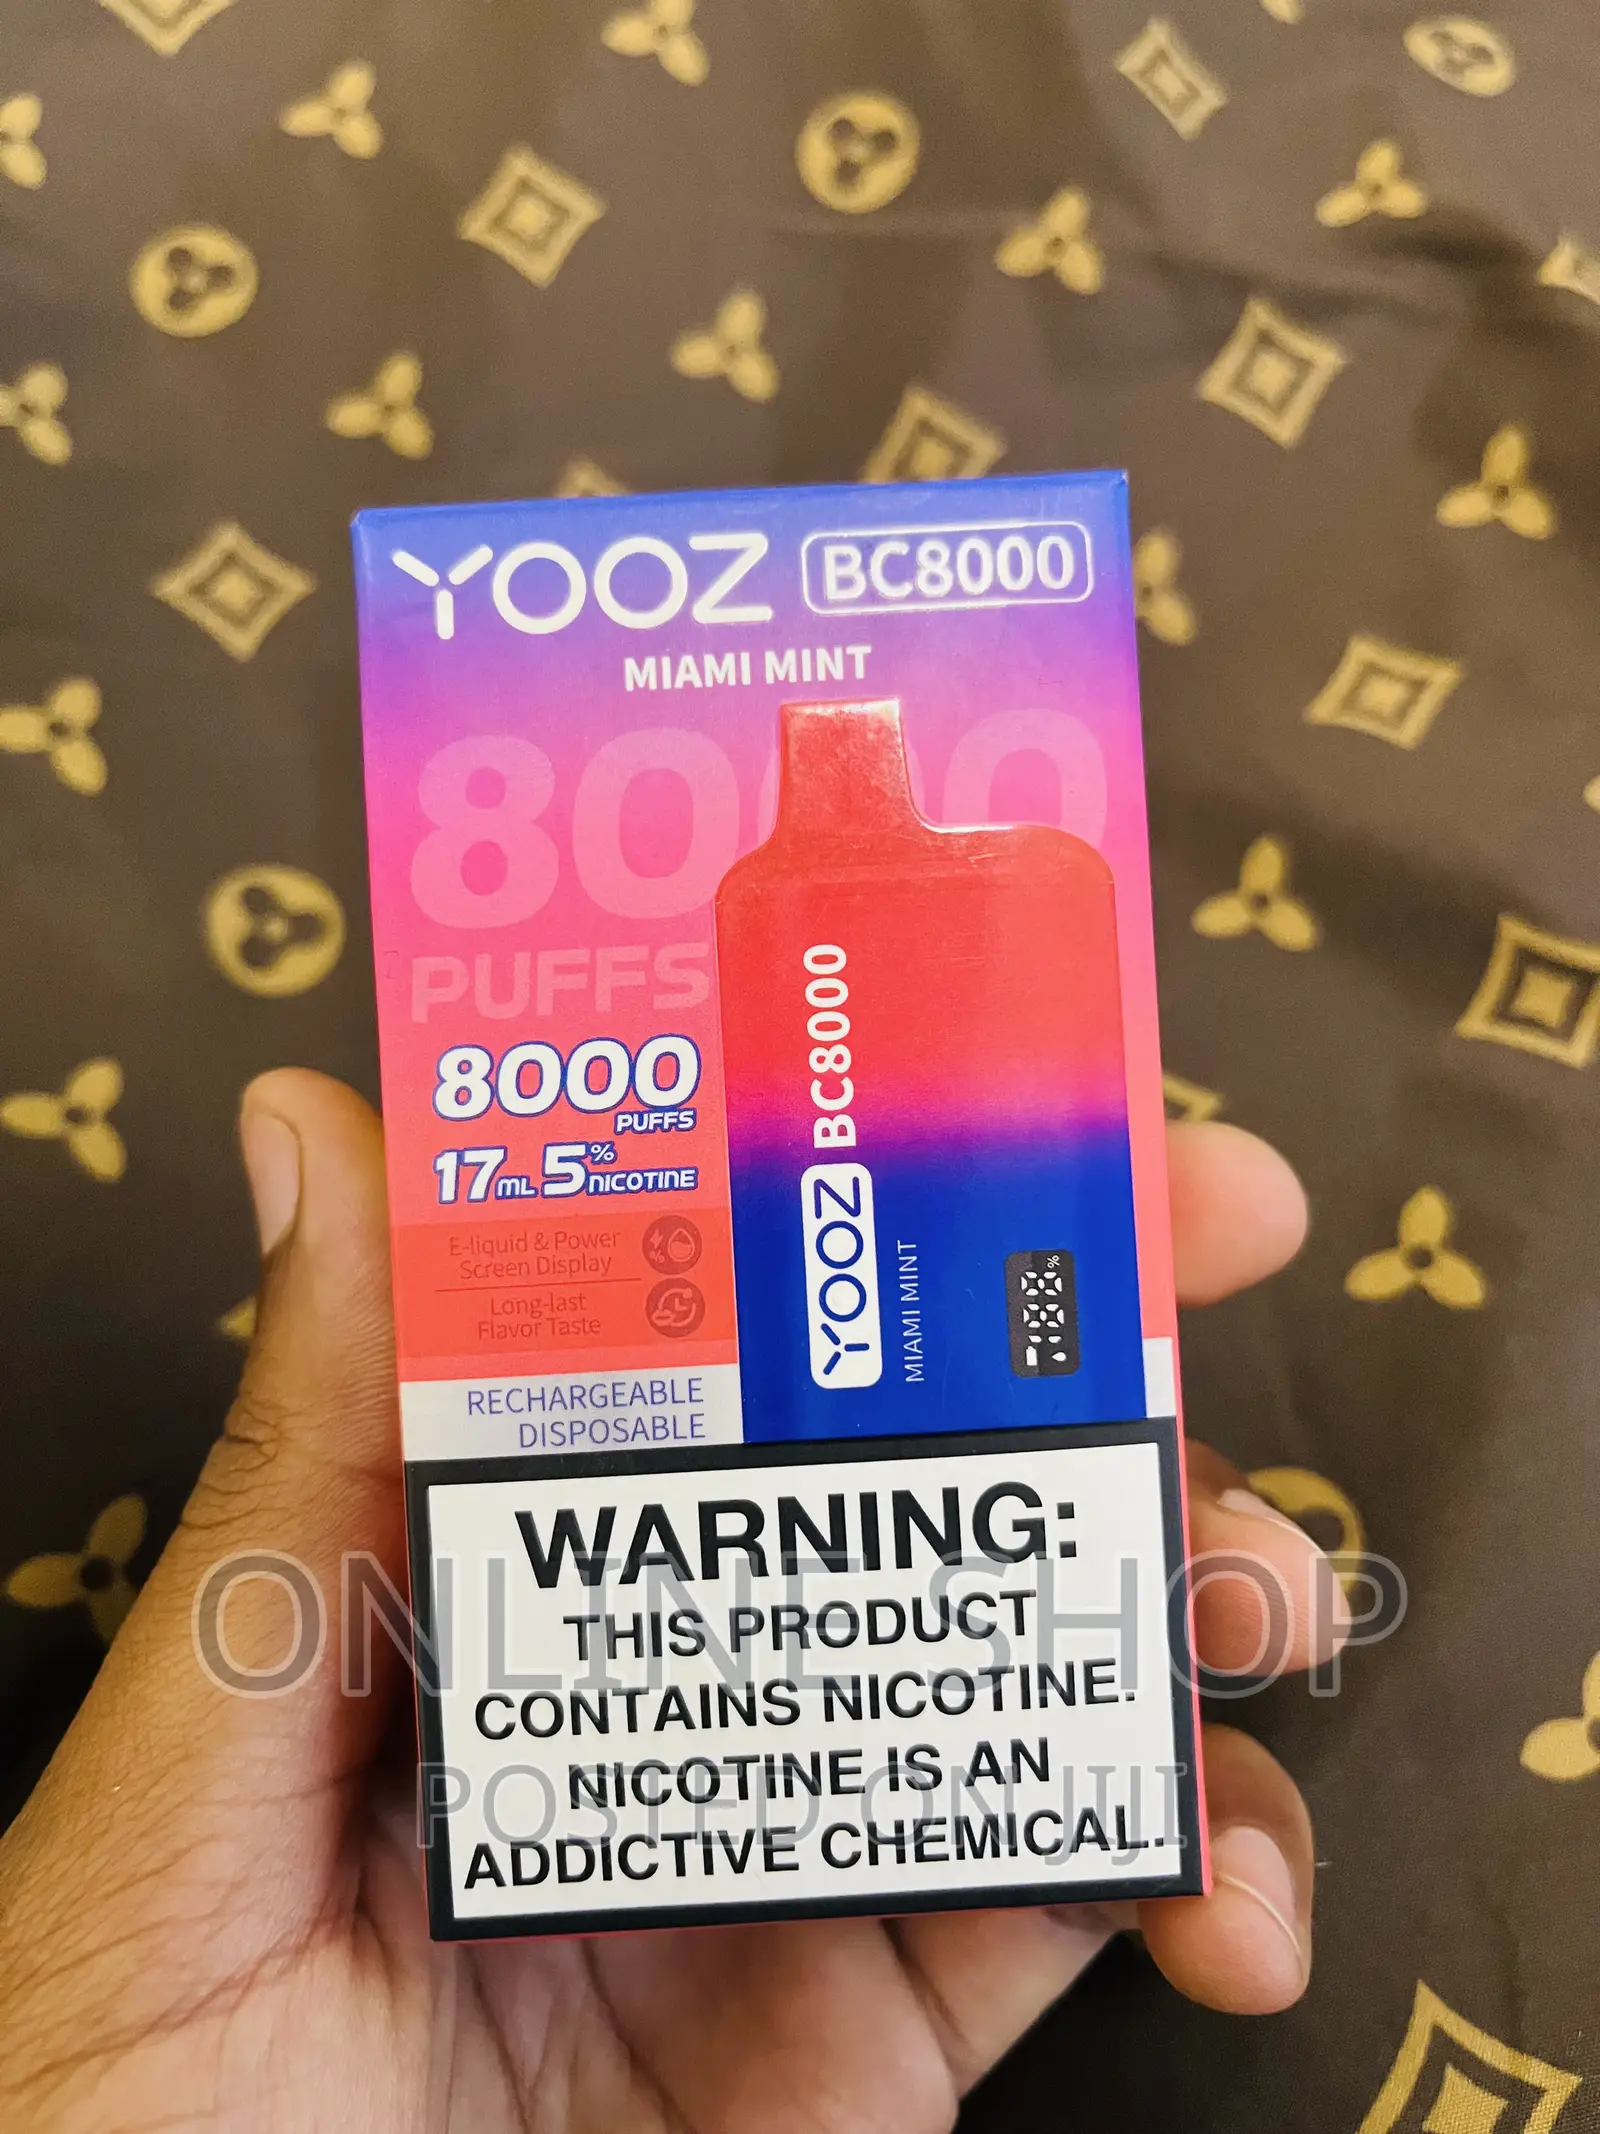 YOOZ BC8000
MIAMI MINT
8000
PUFFS
8000
PUFFS
17ML 5% NICOTINE
E-liquid & Power
Screen Display
Long-last
Flavor Taste
RECHARGEABLE
DISPOSABLE
YOOZ BC8000
MIAMI MINT
188%
WARNING:
THIS PRODUCT
CONTAINS NICOTINE.
NICOTINE IS AN
ADDICTIVE CHEMICAL.
ONLINE SHOP
POSTED ON JIJI